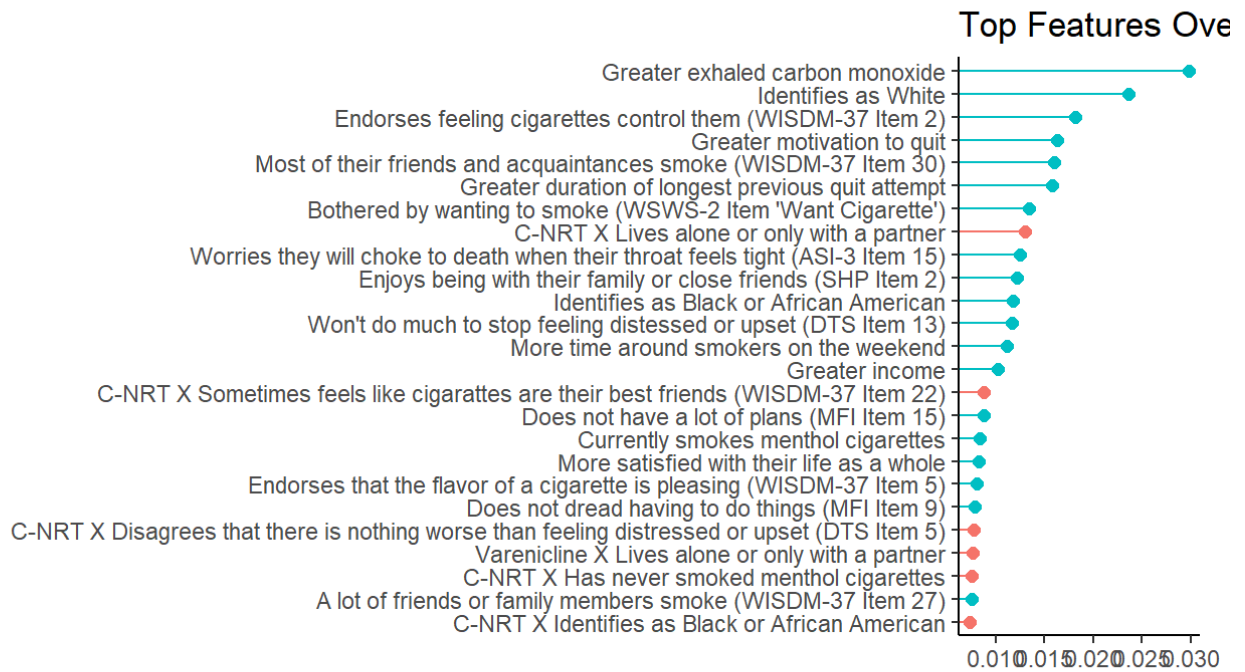 Top Features Ove
Greater exhaled carbon monoxide
Identifies as White
Endorses feeling cigarettes control them (WISDM-37 Item 2)
Greater motivation to quit
Most of their friends and acquaintances smoke (WISDM-37 Item 30)
Greater duration of longest previous quit attempt
Bothered by wanting to smoke (WSWS-2 Item 'Want Cigarette')
C-NRT X Lives alone or only with a partner
Worries they will choke to death when their throat feels tight (ASI-3 Item 15)
Enjoys being with their family or close friends (SHP Item 2)
Identifies as Black or African American
Won't do much to stop feeling distressed or upset (DTS Item 13)
More time around smokers on the weekend
Greater income
C-NRT X Sometimes feels like cigarattes are their best friends (WISDM-37 Item 22)
Does not have a lot of plans (MFI Item 15)
Currently smokes menthol cigarettes
More satisfied with their life as a whole
Endorses that the flavor of a cigarette is pleasing (WISDM-37 Item 5)
Does not dread having to do things (MFI Item 9)
C-NRT X Disagrees that there is nothing worse than feeling distressed or upset (DTS Item 5)
Varenicline X Lives alone or only with a partner
C-NRT X Has never smoked menthol cigarettes
A lot of friends or family members smoke (WISDM-37 Item 27)
C-NRT X Identifies as Black or African American
0.010 0.015 0.020 0.025 0.030